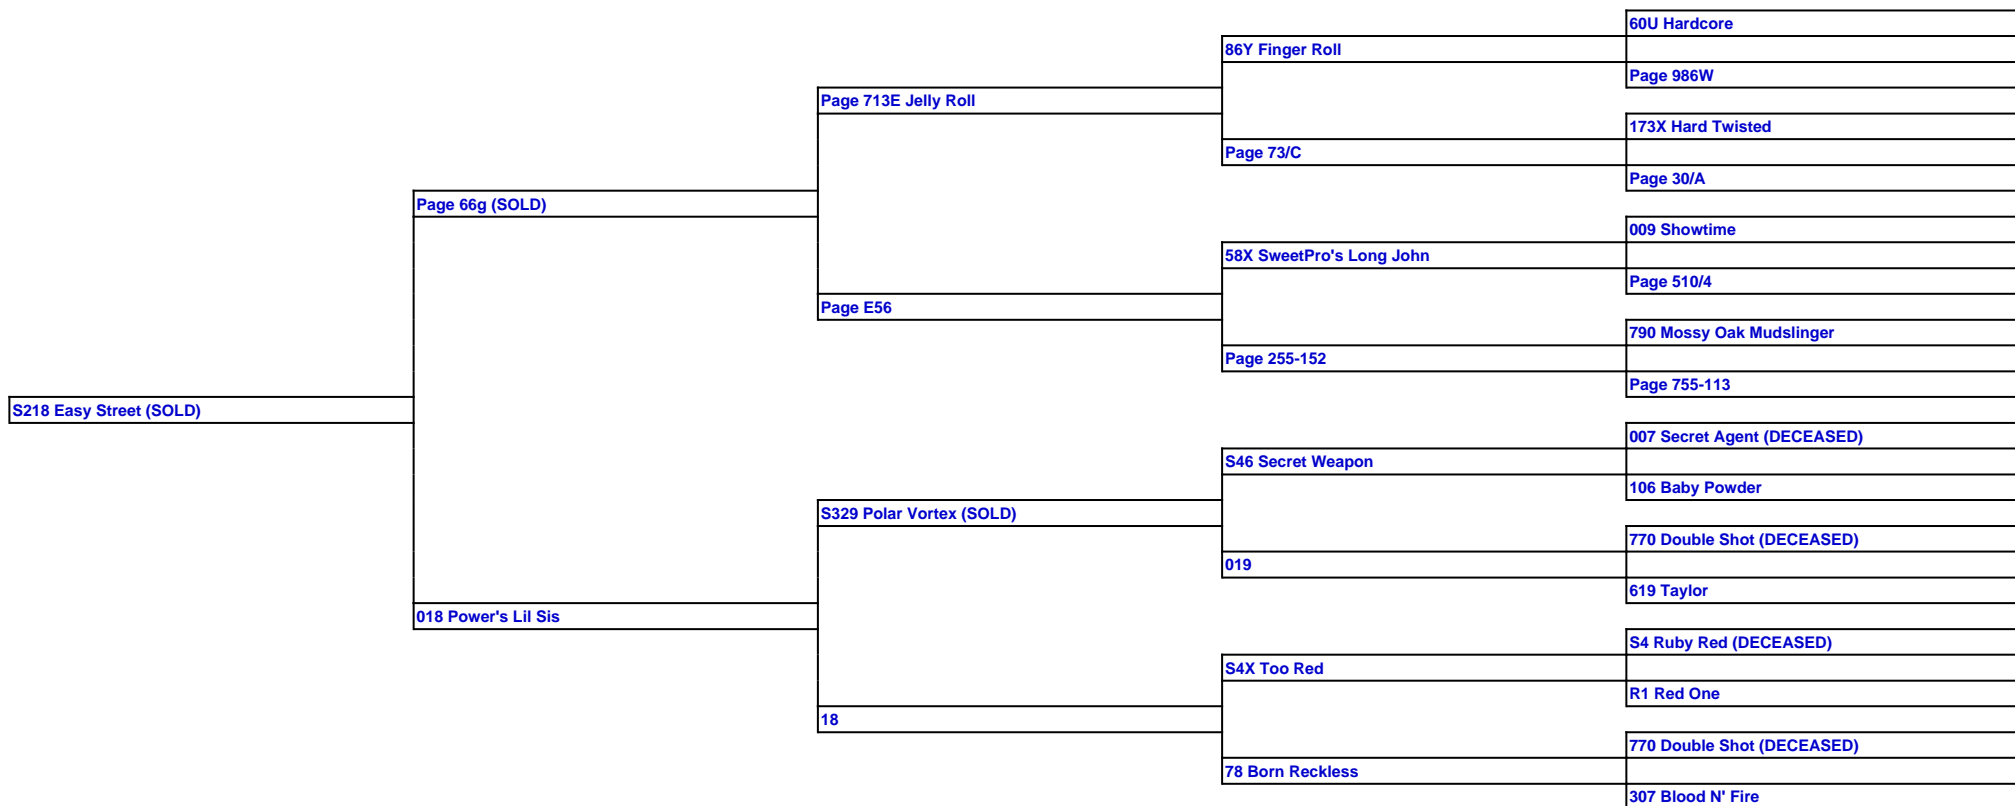 60U Hardcore
86Y Finger Roll
Page 986W
Page 713E Jelly Roll
173X Hard Twisted
Page 73/C
Page 30/A
Page 66g (SOLD)
009 Showtime
58X SweetPro's Long John
Page 510/4
Page E56
790 Mossy Oak Mudslinger
Page 255-152
Page 755-113
S218 Easy Street (SOLD)
007 Secret Agent (DECEASED)
S46 Secret Weapon
106 Baby Powder
S329 Polar Vortex (SOLD)
770 Double Shot (DECEASED)
019
619 Taylor
018 Power's Lil Sis
S4 Ruby Red (DECEASED)
S4X Too Red
R1 Red One
18
770 Double Shot (DECEASED)
78 Born Reckless
307 Blood N' Fire